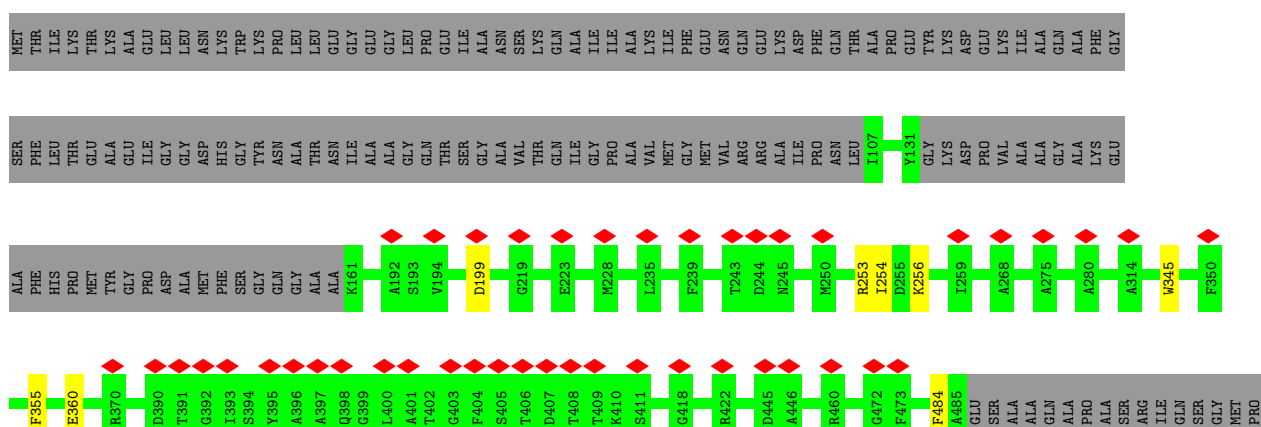 MET THR ILE LYS THR LYS ALA GLU LEU LEU ASN LYS TRP LYS PRO LEU LEU GLU GLY GLU GLY LEU PRO GLU ILE ALA ASN SER LYS GLN ALA ILE ILE ALA LYS ILE PHE GLU ASN GLN GLU LYS ASP PHE GLN THR ALA PRO GLU TYR LYS ASP GLU LYS ILE ALA GLN ALA PHE GLY
SER PHE LEU THR GLU ALA GLU ILE GLY GLY ASP HIS GLY TYR ASN ALA THR ASN ILE ALA ALA GLY GLN THR SER GLY ALA VAL THR GLN ILE GLY PRO ALA VAL MET GLY MET VAL ARG ARG ALA ILE PRO ASN LEU I107 Y131 GLY LYS ASP PRO VAL ALA ALA GLY ALA LYS GLU
ALA PHE HIS PRO MET TYR GLY PRO ASP ALA MET PHE SER GLY GLN GLY ALA ALA K161 A192 S193 V194 D199 G219 E223 M228 L235 F239 T243 D244 N245 M250 R253 I254 D255 K256 I259 A268 A275 A280 A314 W345 F350
F355 E360 R370 D390 T391 G392 I393 S394 Y395 A396 A397 Q398 G399 L400 A401 T402 G403 F404 S405 T406 D407 T408 T409 K410 S411 G418 R422 D445 A446 R460 G472 F473 F484 A485 GLU SER ALA ALA GLN ALA PRO ALA SER ARG ILE GLN SER GLY MET PRO